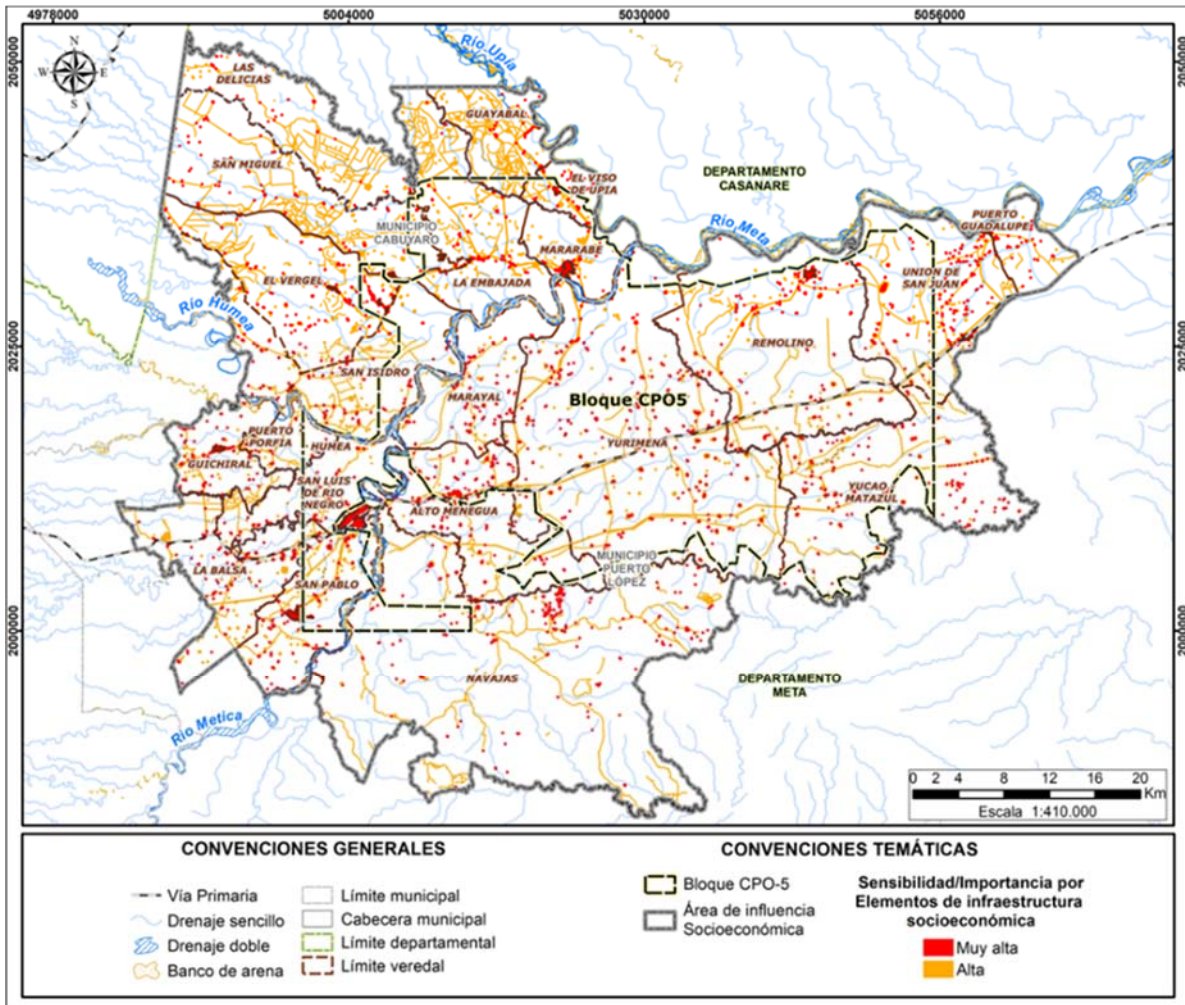 4978000
5004000
5030000
5056000
2050000
2050000
N
W
E
S
Río Upía
LAS
DELICIAS
GUAYABAL
SAN MIGUEL
EL VISO
DE UPIA
DEPARTAMENTO
CASANARE
PUERTO
GUADALUPE
MUNICIPIO
CABUYARO
Río Meta
MARARABE
EL VERGEL
LA EMBAJADA
UNION DE
SAN JUAN
Río Humea
2025000
2025000
REMOLINO
SAN ISIDRO
MARAYAL
Bloque CPO5
PUERTO
PORFIA
HUMEA
YURIMENA
GUICHIRAL
SAN LUIS
DE RIO
NEGRO
YUCAO,
MATAZUL
ALTO MENEGUA
LA BALSA
SAN PABLO
MUNICIPIO
PUERTO
LÓPEZ
2000000
2000000
NAVAJAS
DEPARTAMENTO
META
Río Metica
0 2 4 8 12 16 20
Km
Escala 1:410.000
CONVENCIONES GENERALES
Vía Primaria
Drenaje sencillo
Drenaje doble
Banco de arena
Límite municipal
Cabecera municipal
Límite departamental
Límite veredal
CONVENCIONES TEMÁTICAS
Bloque CPO-5
Área de influencia
Socioeconómica
Sensibilidad/Importancia por
Elementos de infraestructura
socioeconómica
Muy alta
Alta